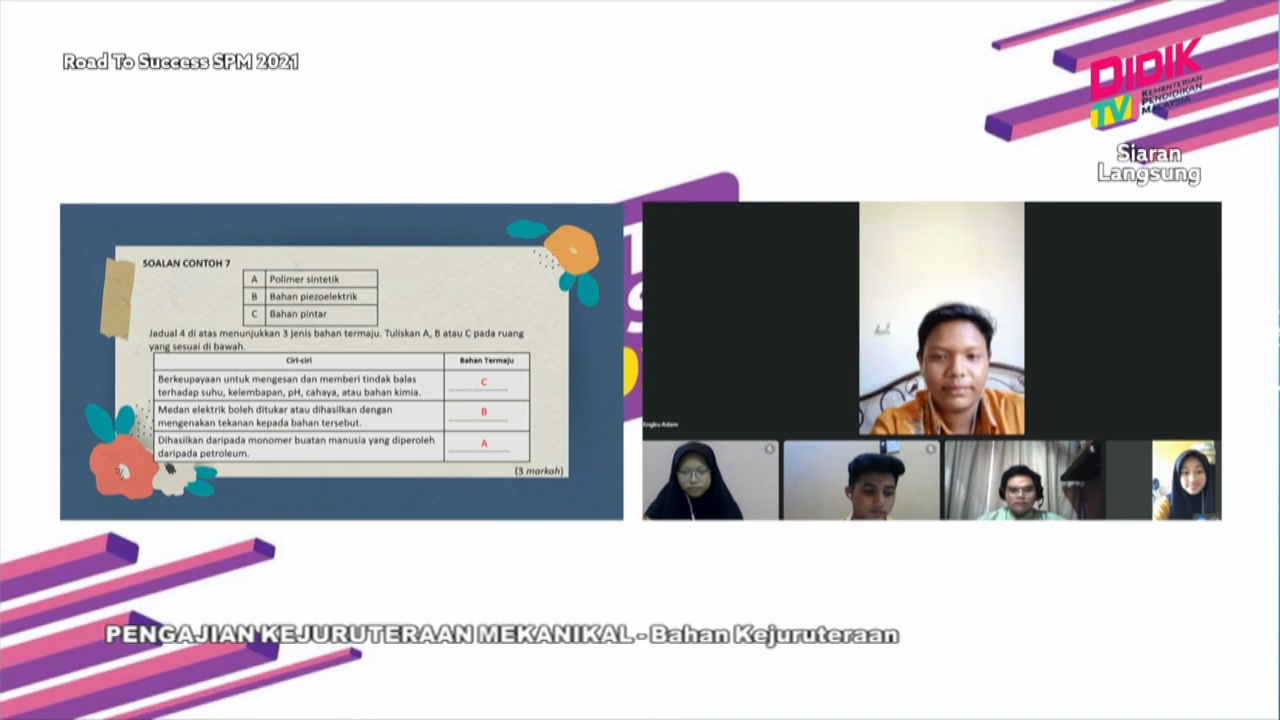 Road To Success SPM 2021
DIDIK
TV
KEMENTERIAN
PENDIDIKAN
MALAYSIA
Siaran
Langsung
SOALAN CONTOH 7
A Polimer sintetik
B Bahan piezoelektrik
C Bahan pintar
Jadual 4 di atas menunjukkan 3 jenis bahan termaju. Tuliskan A, B atau C pada ruang
yang sesuai di bawah.
Ciri-ciri Bahan Termaju
Berkeupayaan untuk mengesan dan memberi tindak balas
terhadap suhu, kelembapan, pH, cahaya, atau bahan kimia.
C
Medan elektrik boleh ditukar atau dihasilkan dengan
mengenakan tekanan kepada bahan tersebut.
B
Dihasilkan daripada monomer buatan manusia yang diperoleh
daripada petroleum.
A
(3 markah)
Engku Adam
PENGAJIAN KEJURUTERAAN MEKANIKAL - Bahan Kejuruteraan